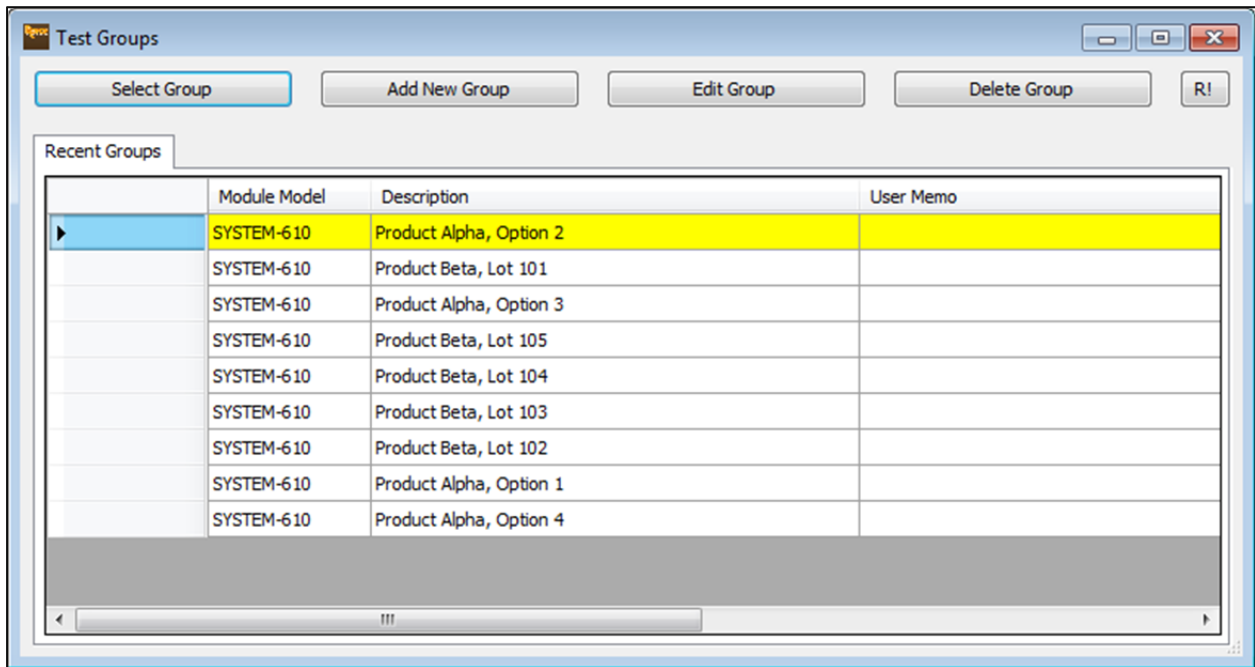 Test Groups
Select Group Add New Group Edit Group Delete Group R!
Recent Groups
Module Model Description User Memo
SYSTEM-610 Product Alpha, Option 2
SYSTEM-610 Product Beta, Lot 101
SYSTEM-610 Product Alpha, Option 3
SYSTEM-610 Product Beta, Lot 105
SYSTEM-610 Product Beta, Lot 104
SYSTEM-610 Product Beta, Lot 103
SYSTEM-610 Product Beta, Lot 102
SYSTEM-610 Product Alpha, Option 1
SYSTEM-610 Product Alpha, Option 4